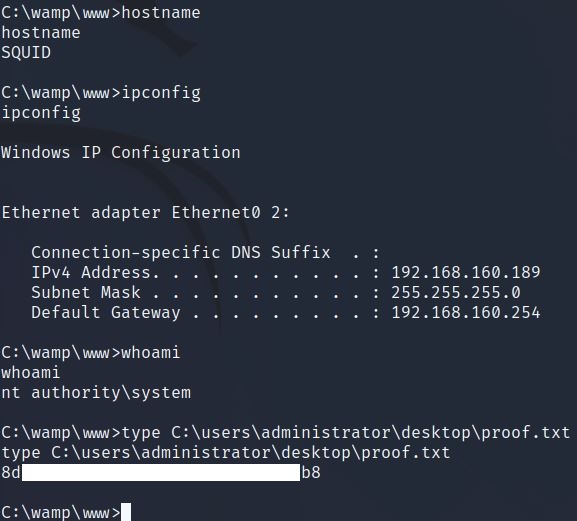 C:\wamp\www>hostname
hostname
SQUID
C:\wamp\www>ipconfig
ipconfig
Windows IP Configuration
Ethernet adapter Ethernet0 2:
Connection-specific DNS Suffix  . :
IPv4 Address. . . . . . . . . . . : 192.168.160.189
Subnet Mask . . . . . . . . . . . : 255.255.255.0
Default Gateway . . . . . . . . . : 192.168.160.254
C:\wamp\www>whoami
whoami
nt authority\system
C:\wamp\www>type C:\users\administrator\desktop\proof.txt
type C:\users\administrator\desktop\proof.txt
8d b8
C:\wamp\www>